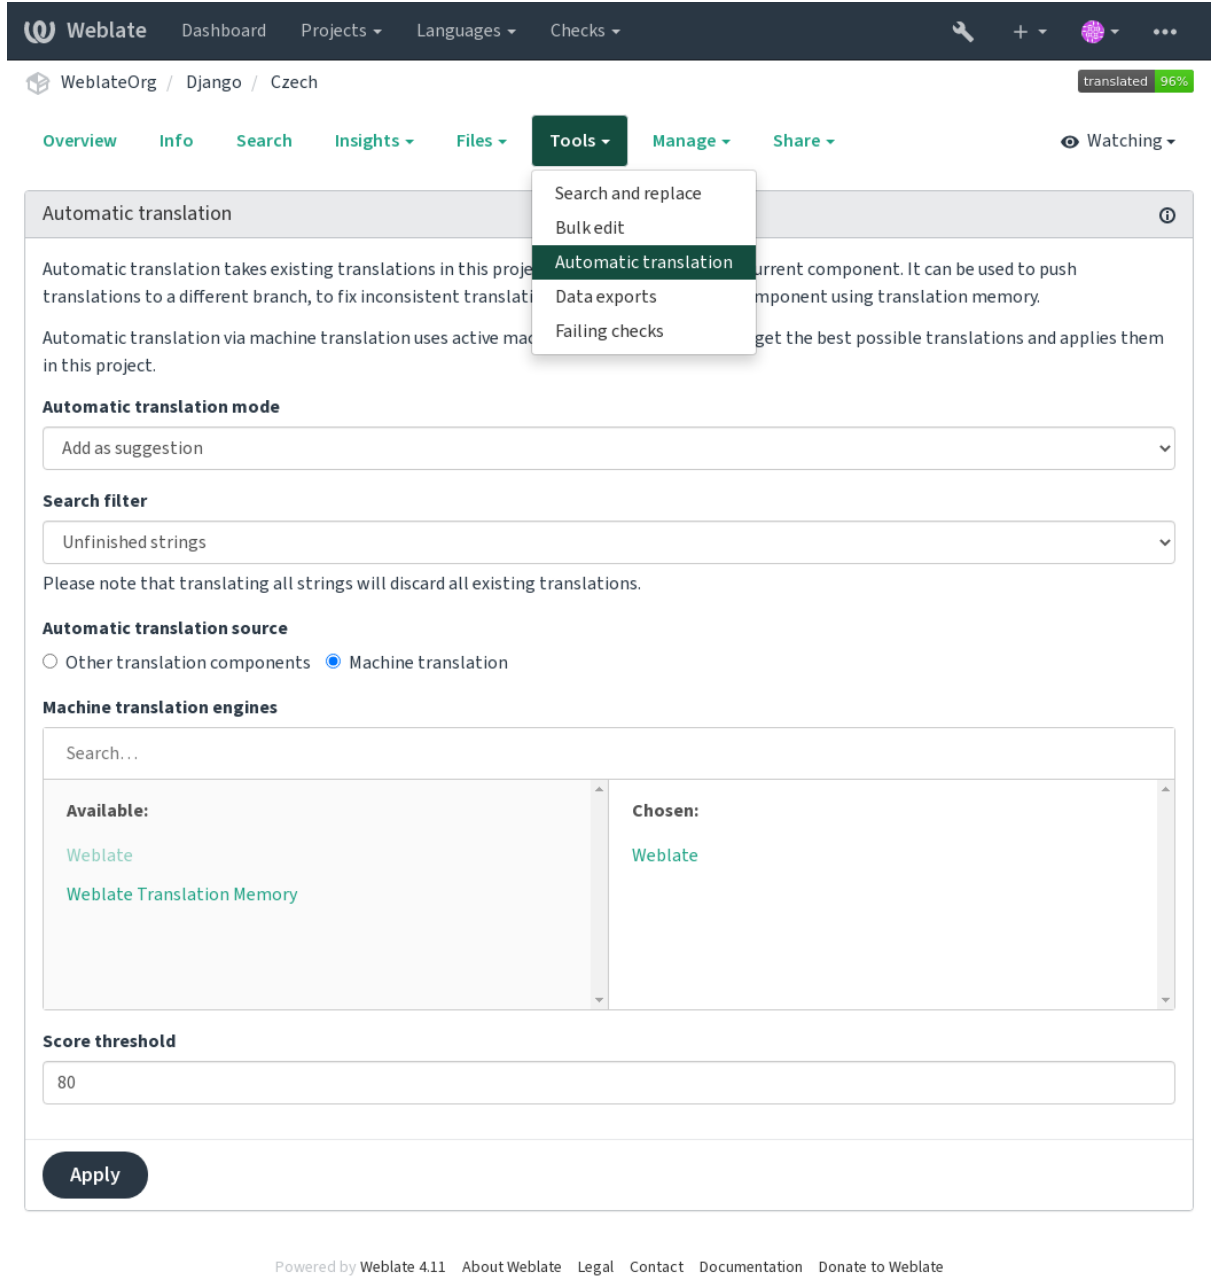 Weblate Dashboard Projects Languages Checks
WeblateOrg / Django / Czech
translated 96%
Overview Info Search Insights Files Tools Manage Share Watching
Search and replace
Bulk edit
Automatic translation
Data exports
Failing checks
Automatic translation
Automatic translation takes existing translations in this proje urrent component. It can be used to push
translations to a different branch, to fix inconsistent translati mponent using translation memory.
Automatic translation via machine translation uses active mac get the best possible translations and applies them
in this project.
Automatic translation mode
Add as suggestion
Search filter
Unfinished strings
Please note that translating all strings will discard all existing translations.
Automatic translation source
Other translation components Machine translation
Machine translation engines
Search...
Available:
Weblate
Weblate Translation Memory
Chosen:
Weblate
Score threshold
80
Apply
Powered by Weblate 4.11 About Weblate Legal Contact Documentation Donate to Weblate